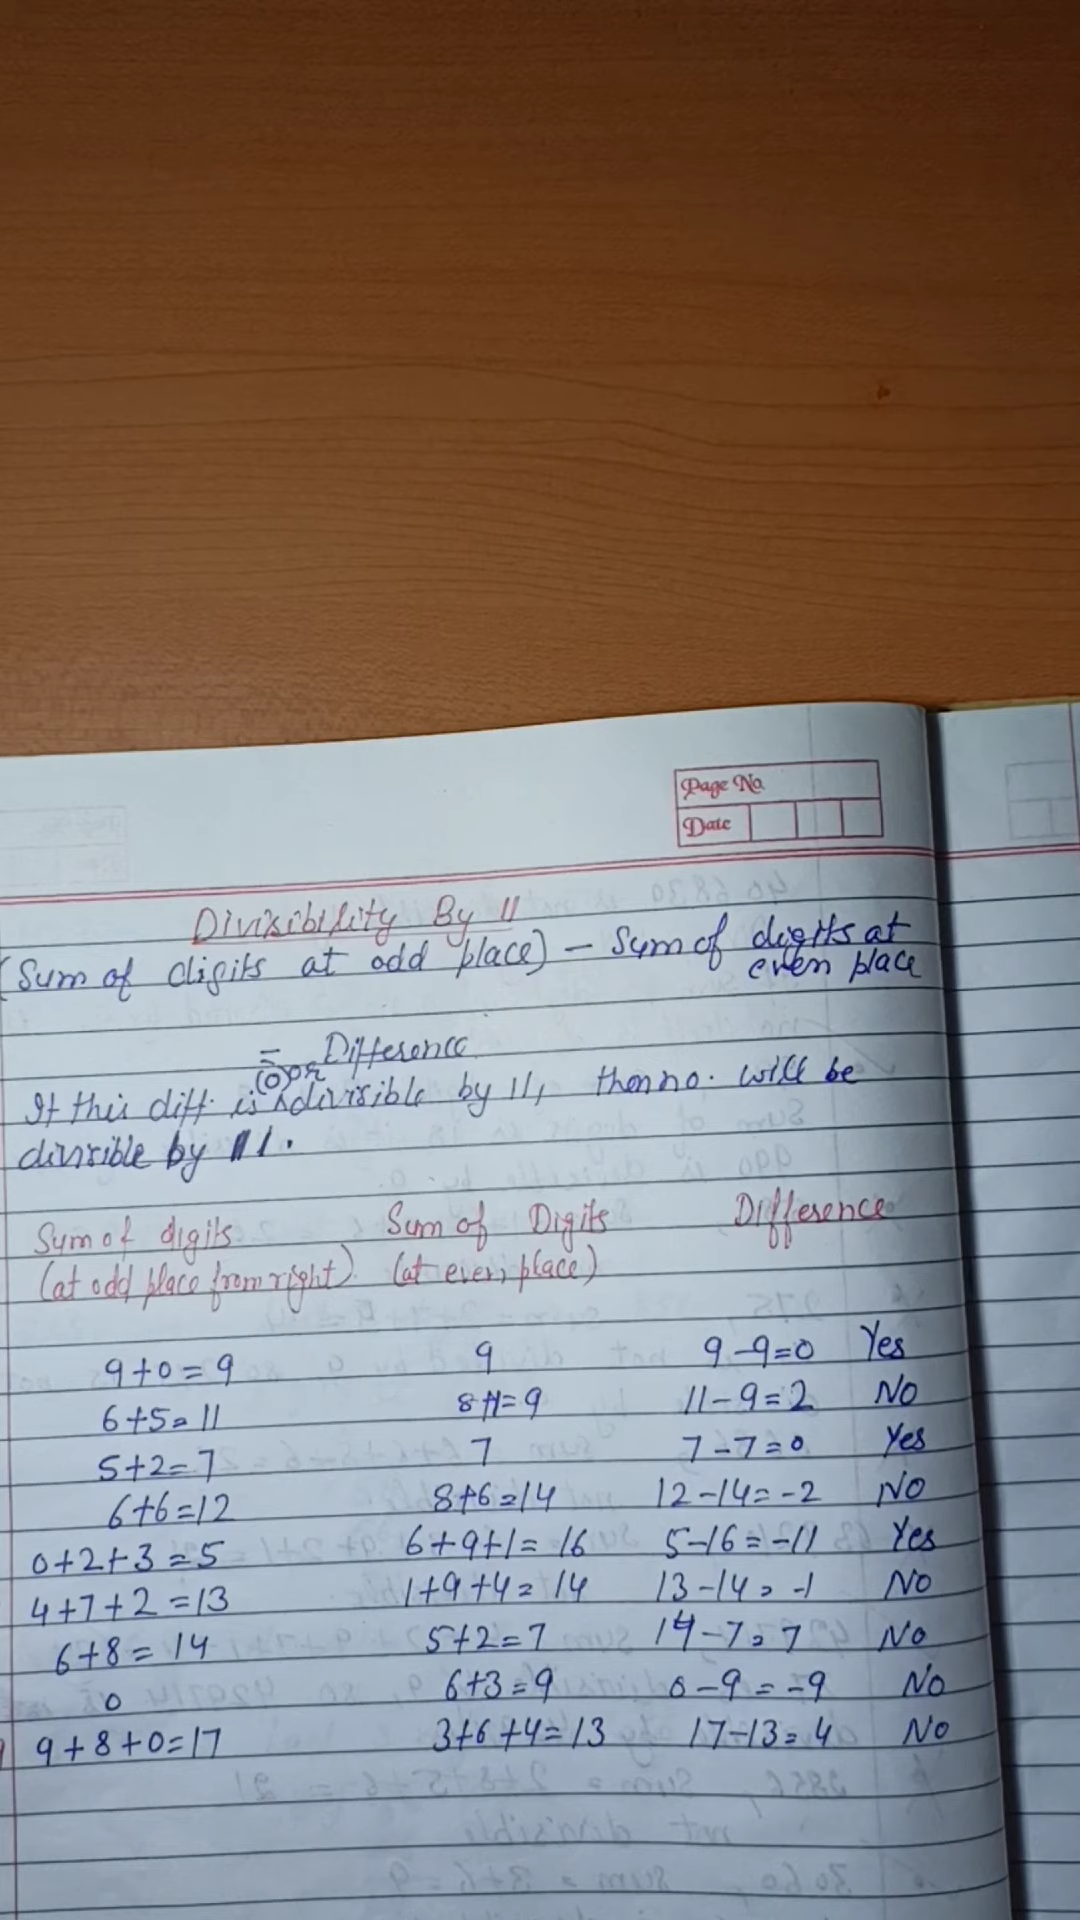 Page No.
Date
Divisibility By 11
(Sum of digits at odd place) - Sum of digits at
even place
= Difference
(0) or
If this diff. is divisible by 11, then no. will be
divisible by 11.
Sum of digits Sum of Digits Difference
(at odd place from right) (at even place)
9+0=9 9 9-9=0 Yes
6+5=11 8+1=9 11-9=2 No
5+2=7 7 7-7=0 Yes
6+6=12 8+6=14 12-14=-2 No
0+2+3=5 6+9+1=16 5-16=-11 Yes
4+7+2=13 1+9+4=14 13-14=-1 No
6+8=14 5+2=7 14-7=7 No
0 6+3=9 0-9=-9 No
9+8+0=17 3+6+4=13 17-13=4 No